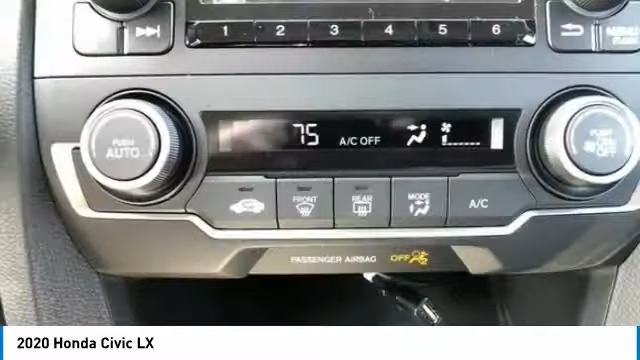 1 2 3 4 5 6
PUSH
AUTO
75 A/C OFF
PUSH
ON
OFF
FRONT
REAR
MODE
A/C
PASSENGER AIRBAG OFF
2020 Honda Civic LX